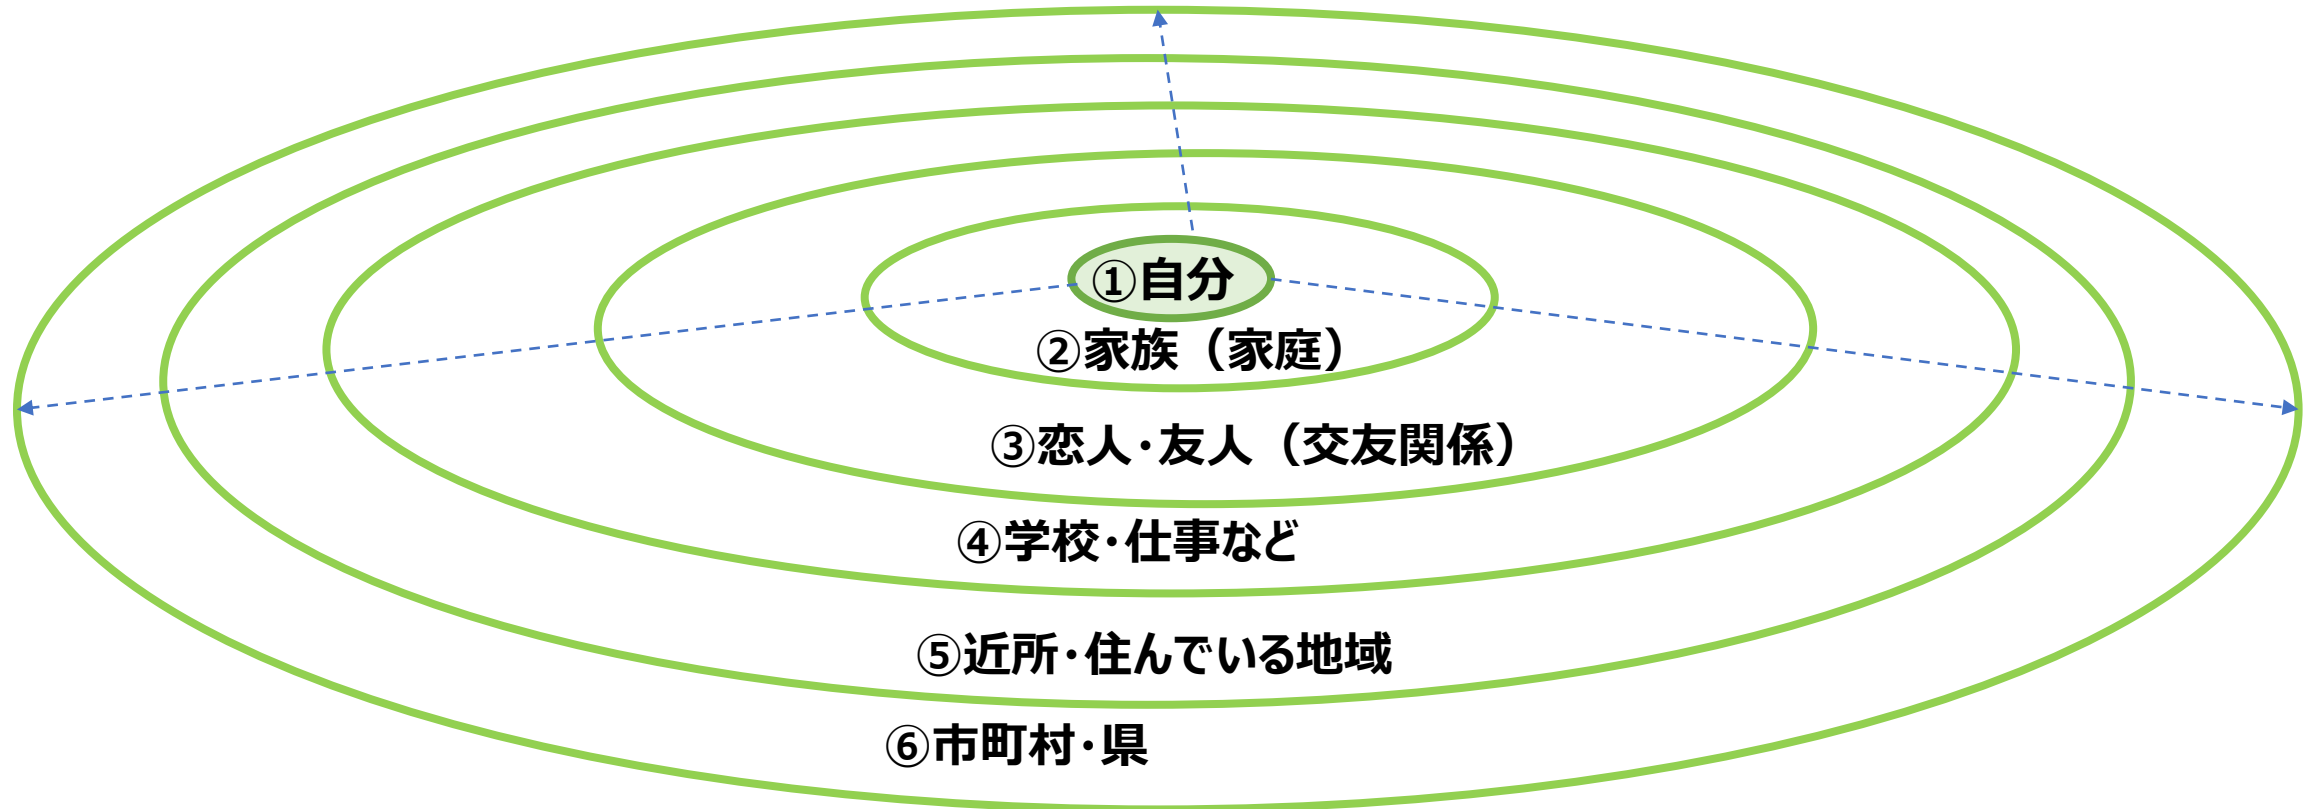 ①自分
②家族（家庭）
③恋人･友人（交友関係）
④学校･仕事など
⑤近所･住んでいる地域
⑥市町村･県